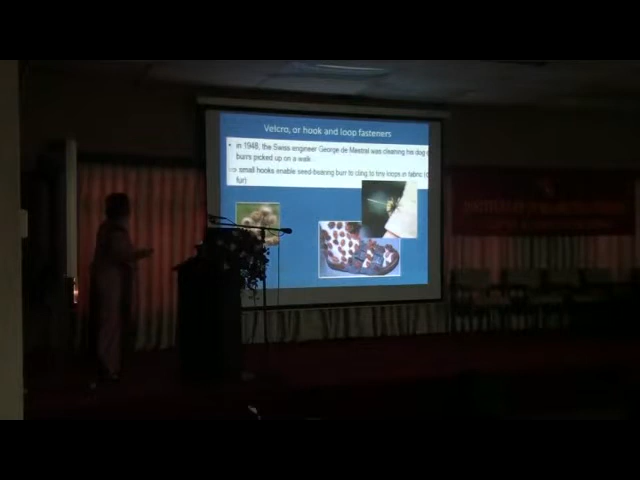 Velcro, or hook and loop fasteners
• in 1948, the Swiss engineer George de Mestral was cleaning his dog
burrs picked up on a walk
small hooks enable seed-bearing burr to cling to tiny loops in fabric
fur)